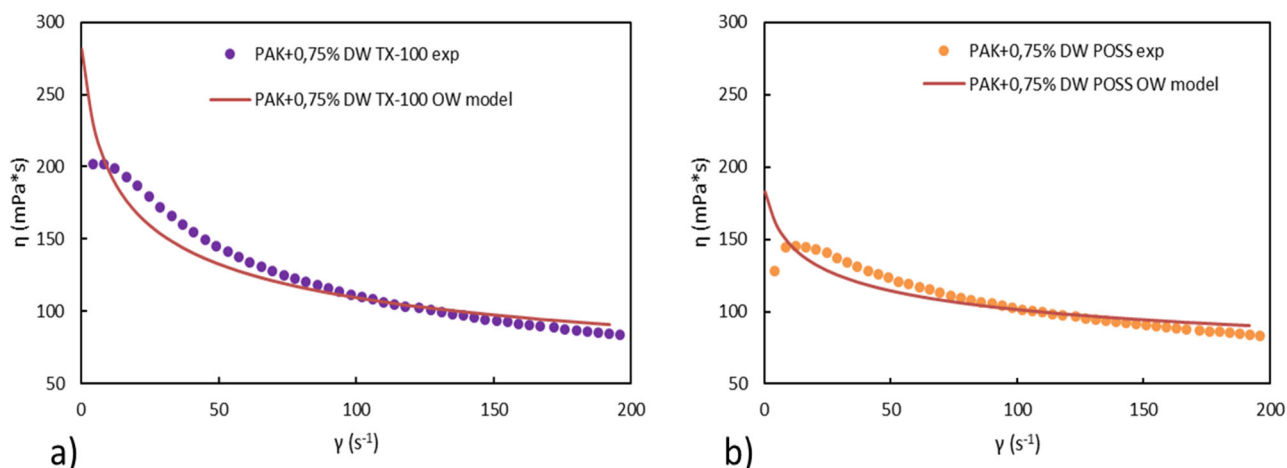 300
250
200
150
100
50
η (mPa*s)
PAK+0,75% DW TX-100 exp
PAK+0,75% DW TX-100 OW model
0 50 100 150 200
γ (s⁻¹)
a)
300
250
200
150
100
50
η (mPa*s)
PAK+0,75% DW POSS exp
PAK+0,75% DW POSS OW model
0 50 100 150 200
γ (s⁻¹)
b)